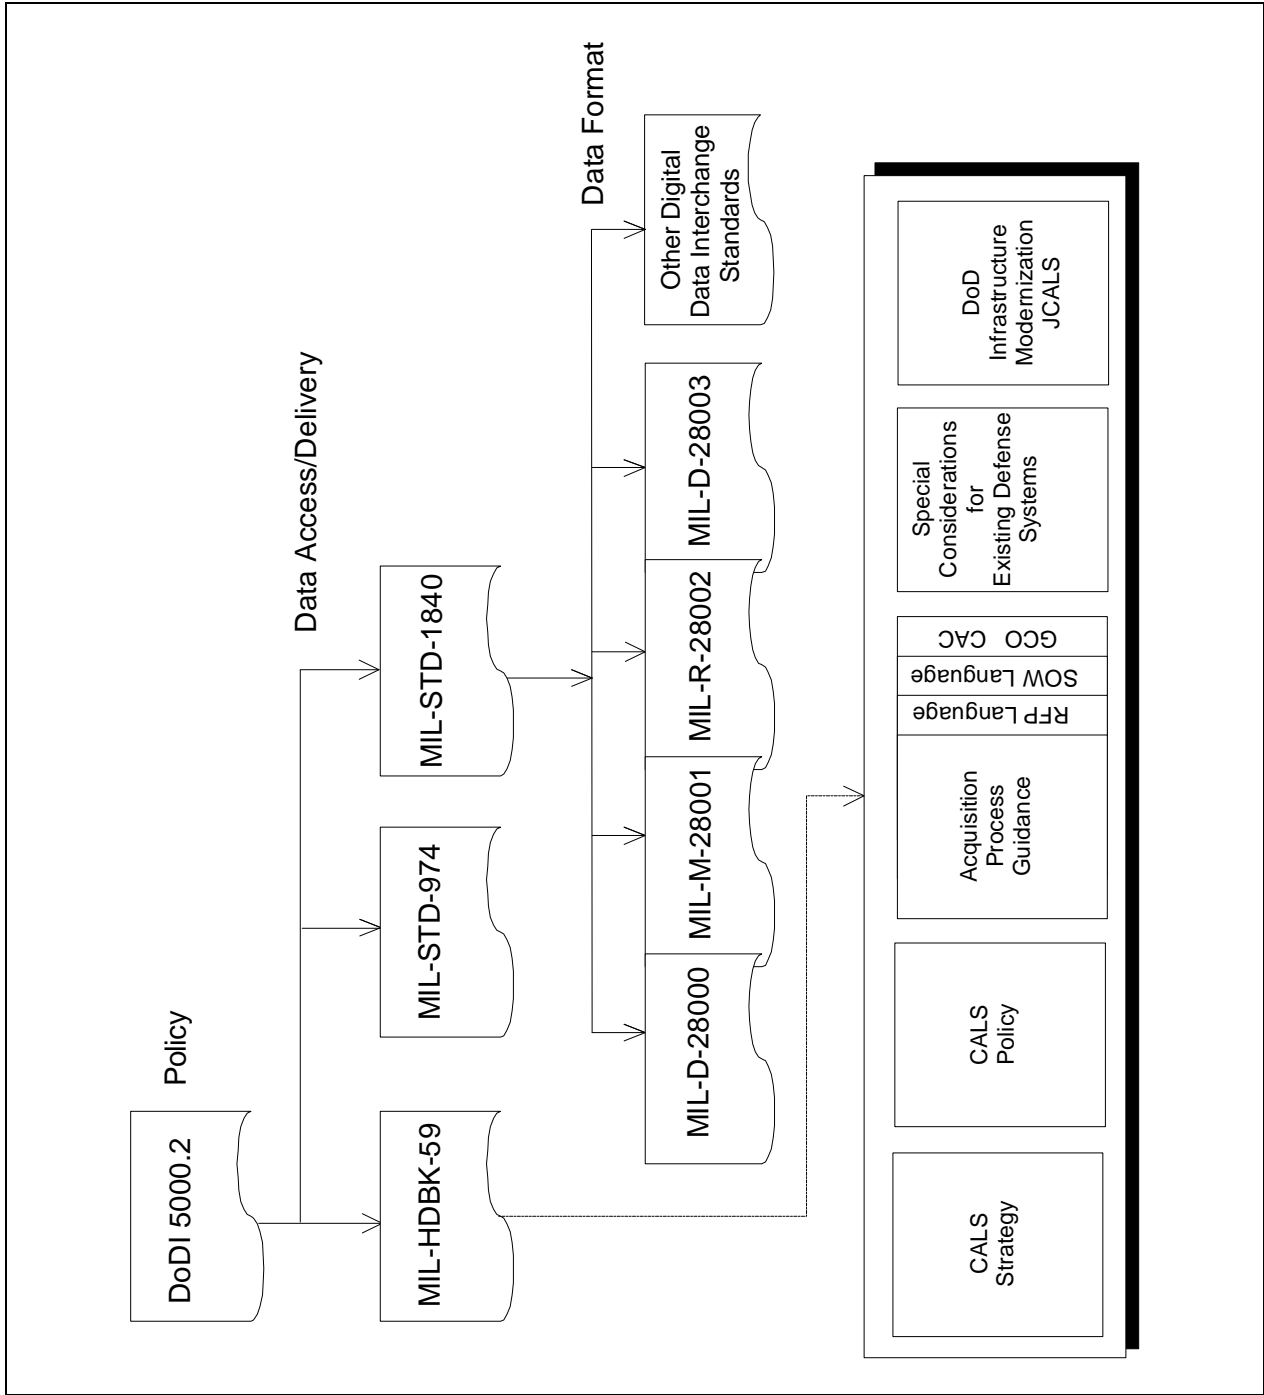 Policy
DoDI 5000.2
Data Access/Delivery
MIL-HDBK-59
MIL-STD-974
MIL-STD-1840
Data Format
MIL-D-28000
MIL-M-28001
MIL-R-28002
MIL-D-28003
Other Digital
Data Interchange
Standards
CALS
Strategy
CALS
Policy
Acquisition
Process
Guidance
RFP Language
SOW Language
GCO CAC
Special
Considerations
for
Existing Defense
Systems
DoD
Infrastructure
Modernization
JCALS